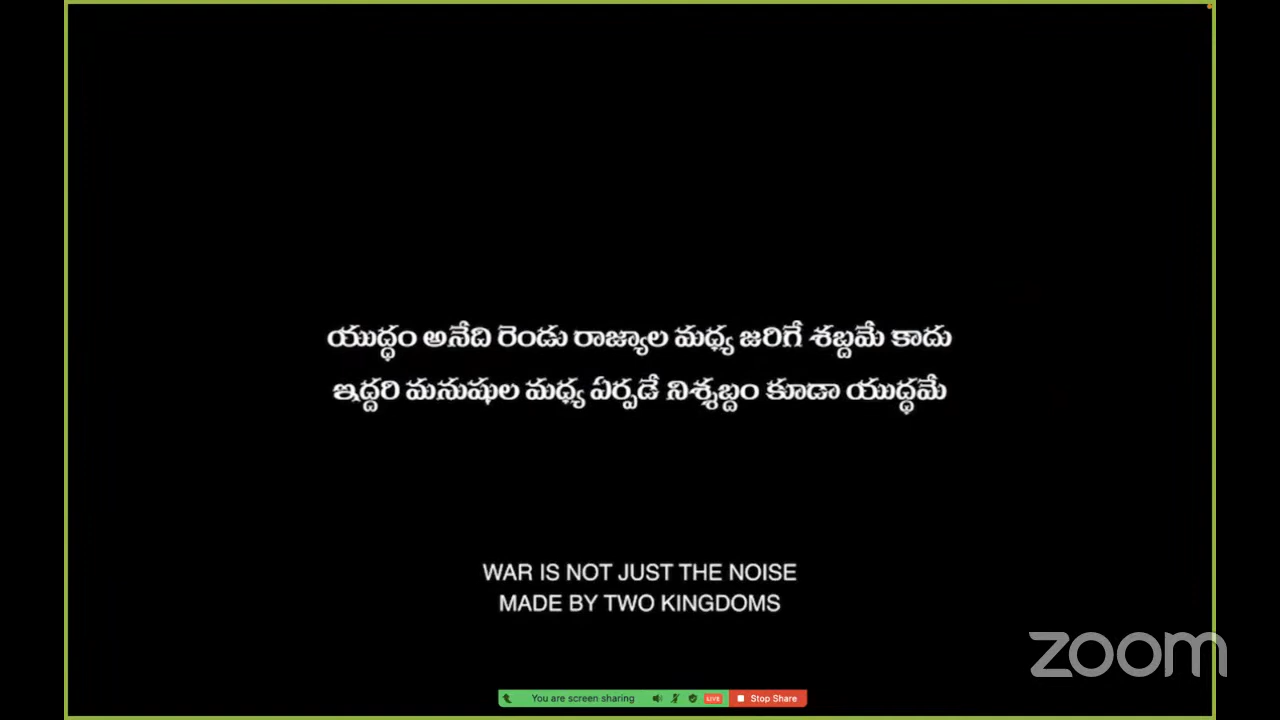 యుద్ధం అనేది రెండు రాజ్యాల మధ్య జరిగే శబ్దమే కాదు
ఇద్దరి మనుషుల మధ్య ఏర్పడే నిశ్శబ్దం కూడా యుద్ధమే
WAR IS NOT JUST THE NOISE
MADE BY TWO KINGDOMS
zoom
You are screen sharing LIVE Stop Share